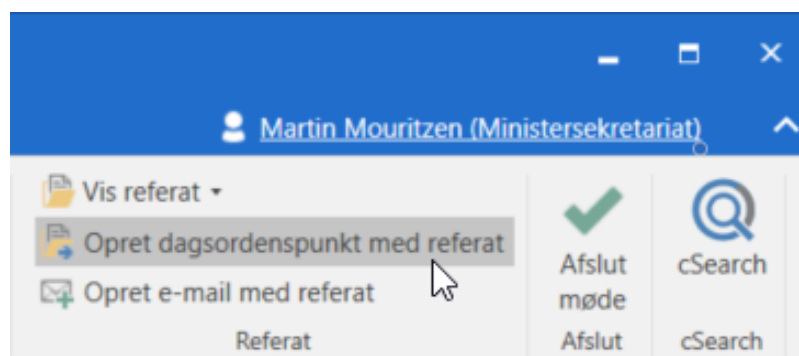 Martin Mouritzen (Ministersekretariat)
Vis referat
Opret dagsordenspunkt med referat
Opret e-mail med referat
Referat
Afslut
møde
Afslut
cSearch
cSearch